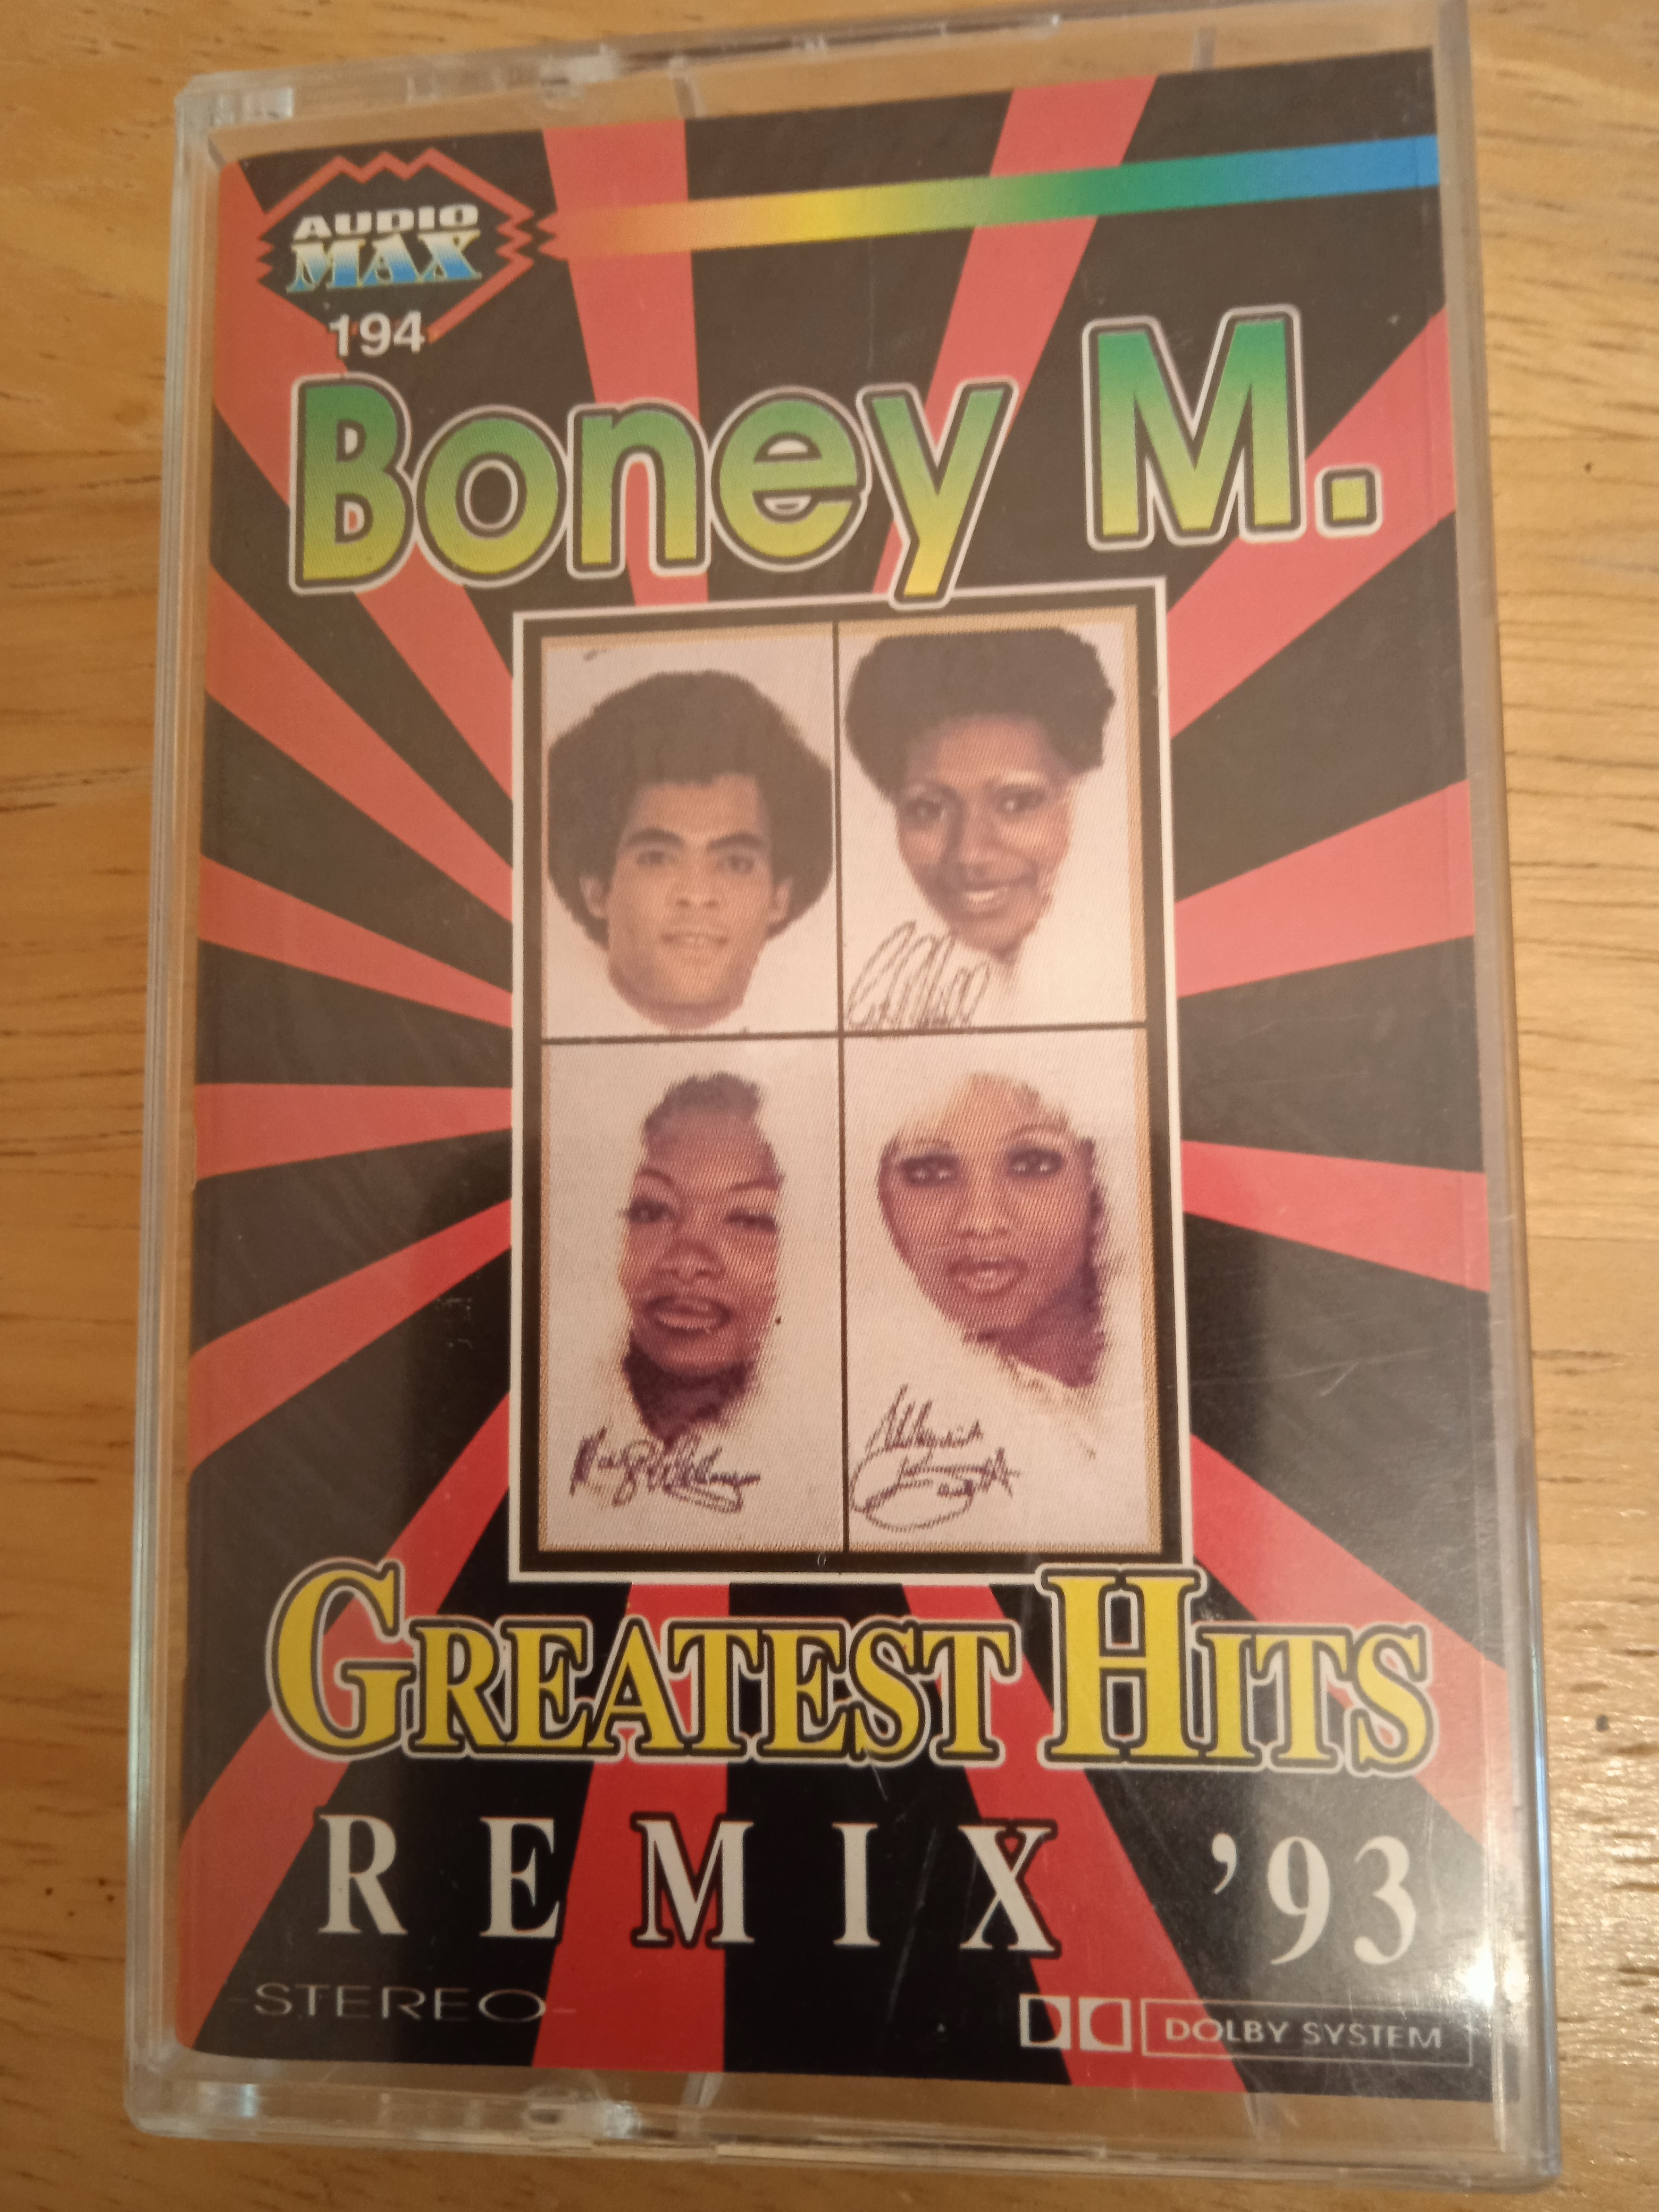 AUDIO
MAX
194
BONEY M.
GREATEST HITS
REMIX '93
STEREO
DOLBY SYSTEM